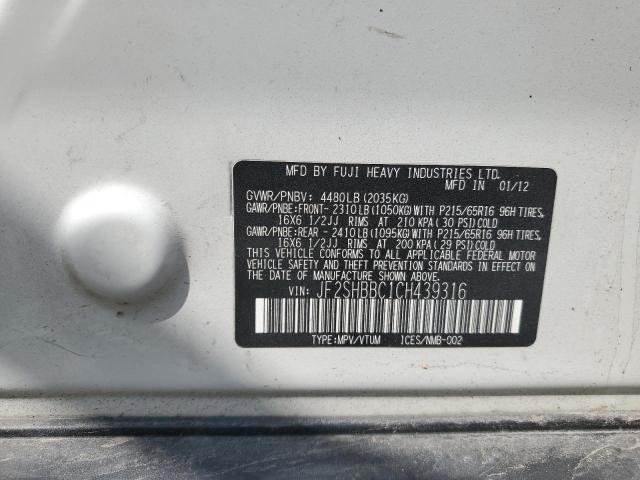 MFD BY FUJI HEAVY INDUSTRIES LTD.
MFD IN 01/12
GVWR/PNBV: 4480LB (2035KG)
GAWR/PNBE:FRONT- 2310LB (1050KG) WITH P215/65R16 96H TIRES,
16X6 1/2JJ RIMS AT 210 KPA ( 30 PSI) COLD
GAWR/PNBE:REAR - 2410LB (1095KG) WITH P215/65R16 96H TIRES,
16X6 1/2JJ RIMS AT 200 KPA (29 PSI) COLD
THIS VEHICLE CONFORMS TO ALL APPLICABLE FEDERAL MOTOR
VEHICLE SAFETY AND THEFT PREVENTION STANDARDS IN EFFECT
ON THE DATE OF MANUFACTURE SHOWN ABOVE.
VIN: JF2SHBBC1CH439316
TYPE:MPV/VTUM ICES/NMB-002